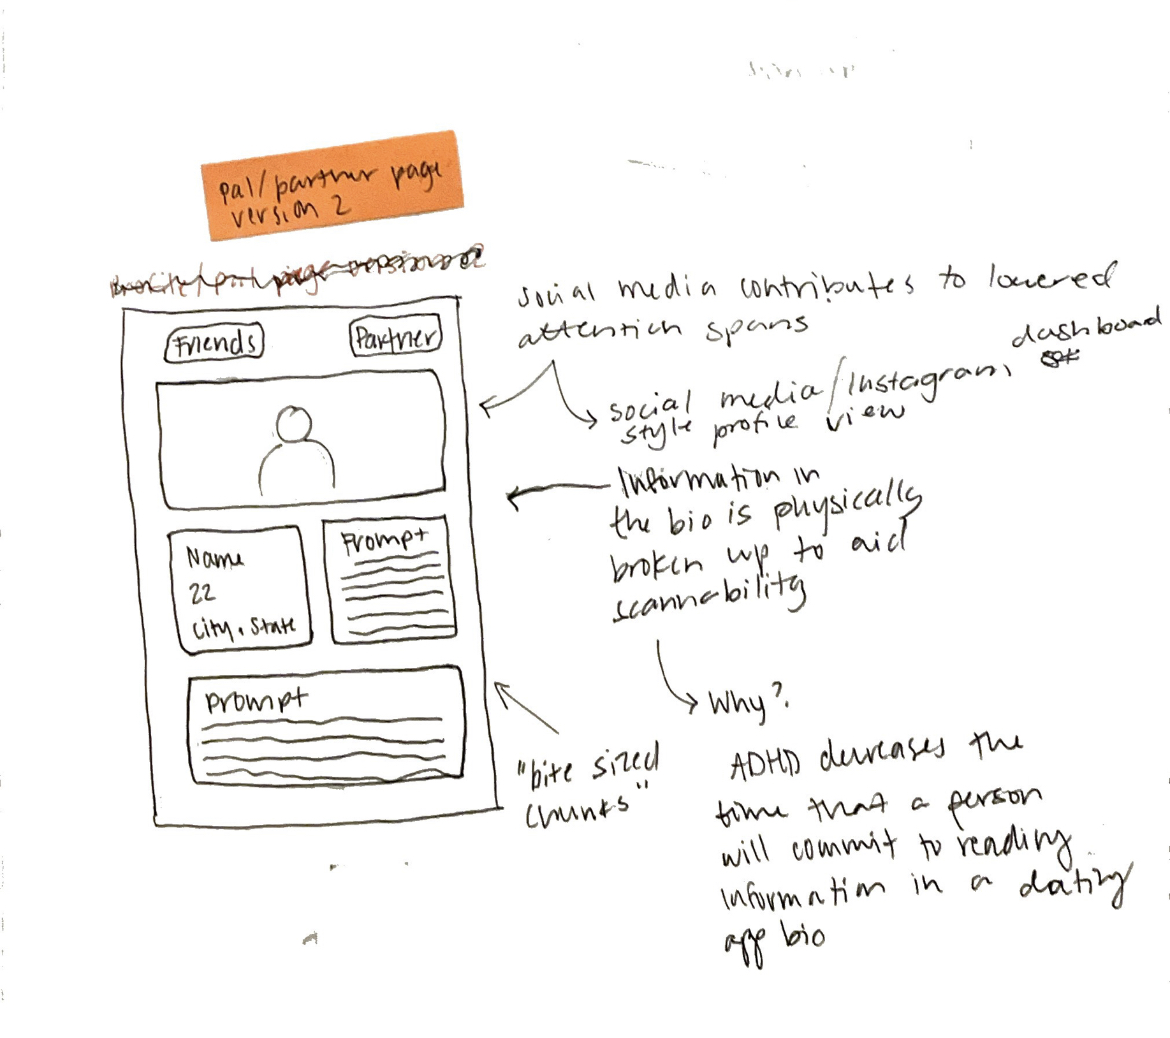 pal/partner page
version 2
social media contributes to lowered
attention spans
Friends
Partner
dashboard
social media/Instagram,
style profile view
Information in
the bio is physically
broken up to aid
scannability
Name
22
City, State
Prompt
Prompt
"bite sized
chunks"
Why?
ADHD decreases the
time that a person
will commit to reading
information in a dating
app bio